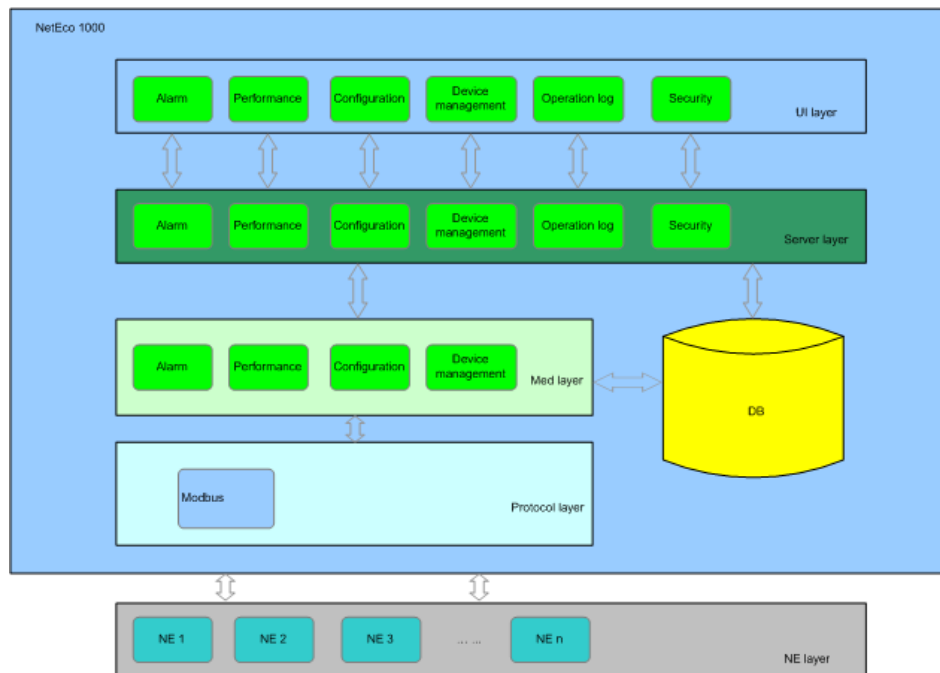 NetEco 1000
Alarm
Performance
Configuration
Device
management
Operation log
Security
UI layer
Alarm
Performance
Configuration
Device
management
Operation log
Security
Server layer
Alarm
Performance
Configuration
Device
management
Med layer
DB
Modbus
Protocol layer
NE 1
NE 2
NE 3
... ...
NE n
NE layer